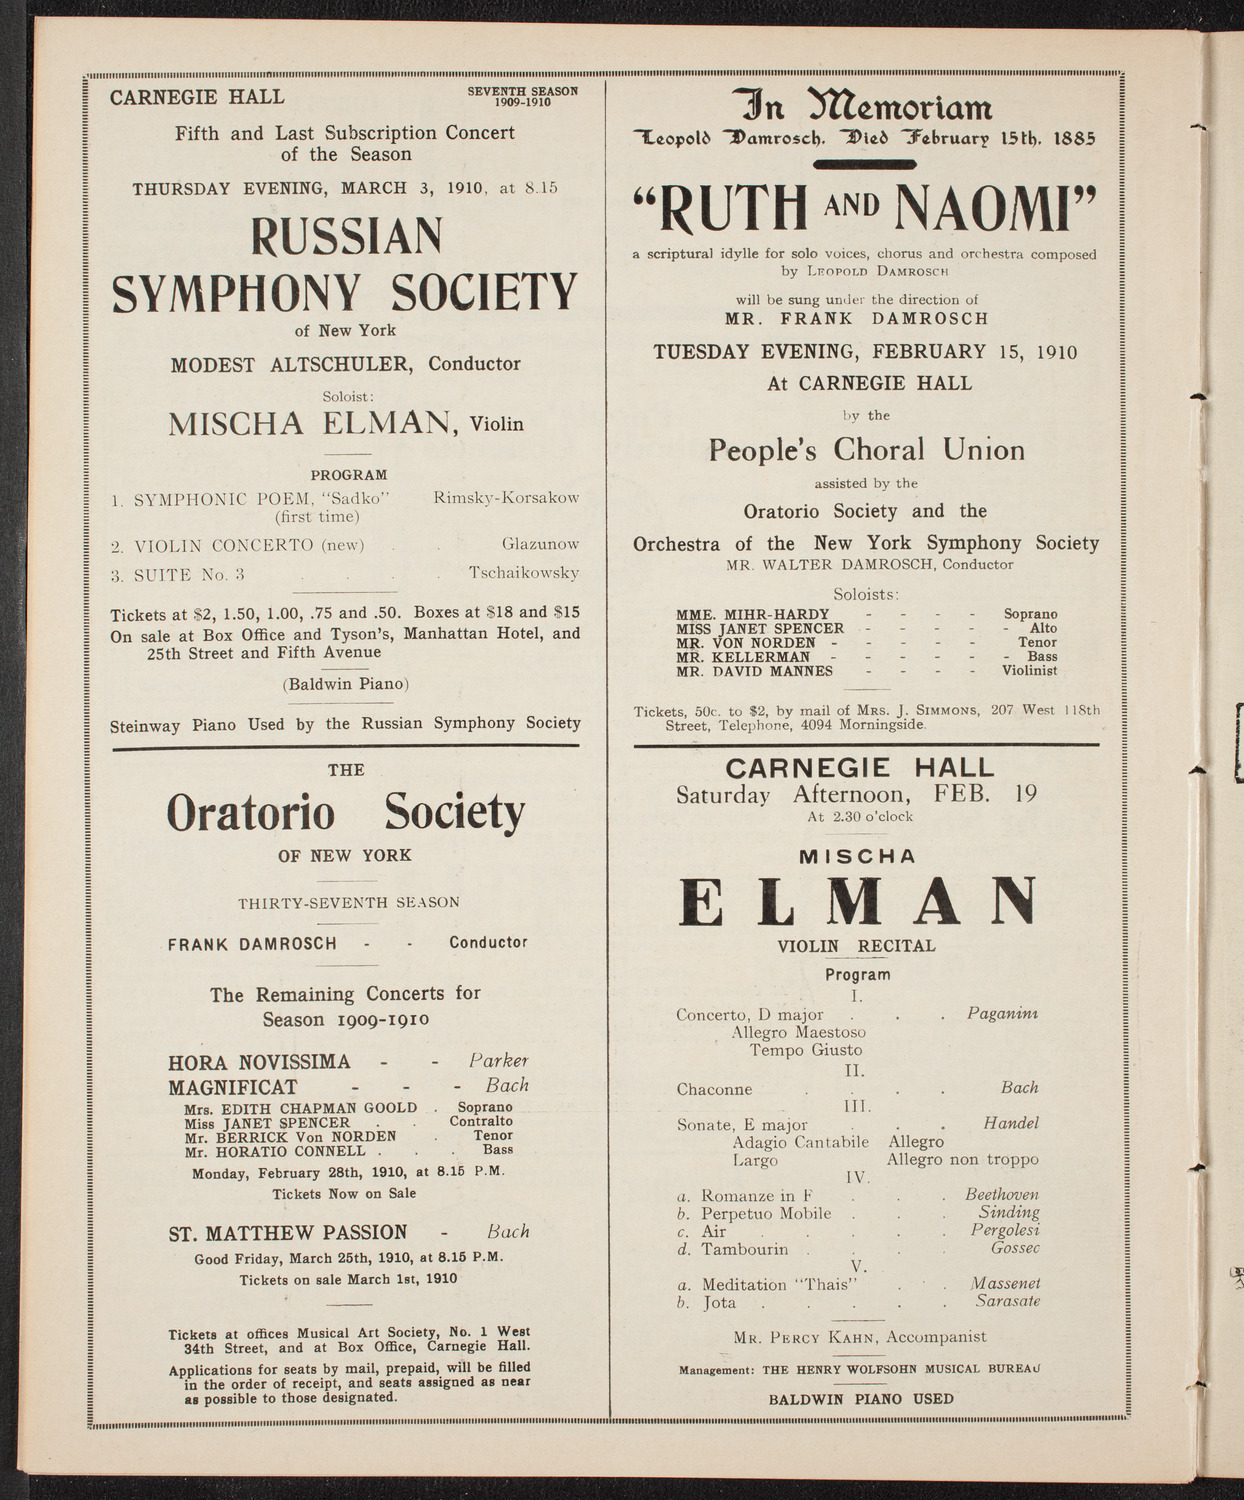 CARNEGIE HALL
SEVENTH SEASON
1909-1910
Fifth and Last Subscription Concert
of the Season
THURSDAY EVENING, MARCH 3, 1910, at 8.15
RUSSIAN
SYMPHONY SOCIETY
of New York
MODEST ALTSCHULER, Conductor
Soloist:
MISCHA ELMAN, Violin
PROGRAM
1. SYMPHONIC POEM, "Sadko" Rimsky-Korsakow
(first time)
2. VIOLIN CONCERTO (new) . . Glazunow
3. SUITE No. 3 . . . . Tschaikowsky
Tickets at $2, 1.50, 1.00, .75 and .50. Boxes at $18 and $15
On sale at Box Office and Tyson's, Manhattan Hotel, and
25th Street and Fifth Avenue
(Baldwin Piano)
Steinway Piano Used by the Russian Symphony Society
THE
Oratorio Society
OF NEW YORK
THIRTY-SEVENTH SEASON
FRANK DAMROSCH - - Conductor
The Remaining Concerts for
Season 1909-1910
HORA NOVISSIMA - - Parker
MAGNIFICAT - - - Bach
Mrs. EDITH CHAPMAN GOOLD . Soprano
Miss JANET SPENCER . . Contralto
Mr. BERRICK Von NORDEN . Tenor
Mr. HORATIO CONNELL . . . Bass
Monday, February 28th, 1910, at 8.15 P.M.
Tickets Now on Sale
ST. MATTHEW PASSION - Bach
Good Friday, March 25th, 1910, at 8.15 P.M.
Tickets on sale March 1st, 1910
Tickets at offices Musical Art Society, No. 1 West
34th Street, and at Box Office, Carnegie Hall.
Applications for seats by mail, prepaid, will be filled
in the order of receipt, and seats assigned as near
as possible to those designated.
In Memoriam
Leopold Damrosch. Died February 15th. 1885
"RUTH AND NAOMI"
a scriptural idylle for solo voices, chorus and orchestra composed
by LEOPOLD DAMROSCH
will be sung under the direction of
MR. FRANK DAMROSCH
TUESDAY EVENING, FEBRUARY 15, 1910
At CARNEGIE HALL
by the
People's Choral Union
assisted by the
Oratorio Society and the
Orchestra of the New York Symphony Society
MR. WALTER DAMROSCH, Conductor
Soloists:
MME. MIHR-HARDY - - - - Soprano
MISS JANET SPENCER - - - - - Alto
MR. VON NORDEN - - - - - Tenor
MR. KELLERMAN - - - - - - Bass
MR. DAVID MANNES - - - - Violinist
Tickets, 50c. to $2, by mail of MRS. J. SIMMONS, 207 West 118th
Street, Telephone, 4094 Morningside.
CARNEGIE HALL
Saturday Afternoon, FEB. 19
At 2.30 o'clock
MISCHA
ELMAN
VIOLIN RECITAL
Program
I.
Concerto, D major . . . Paganini
Allegro Maestoso
Tempo Giusto
II.
Chaconne . . . . Bach
III.
Sonate, E major . . . Handel
Adagio Cantabile Allegro
Largo Allegro non troppo
IV.
a. Romanze in F . . . Beethoven
b. Perpetuo Mobile . . . Sinding
c. Air . . . . . Pergolesi
d. Tambourin . . . . Gossec
V.
a. Meditation "Thais" . . Massenet
b. Jota . . . . . Sarasate
MR. PERCY KAHN, Accompanist
Management: THE HENRY WOLFSOHN MUSICAL BUREAU
BALDWIN PIANO USED